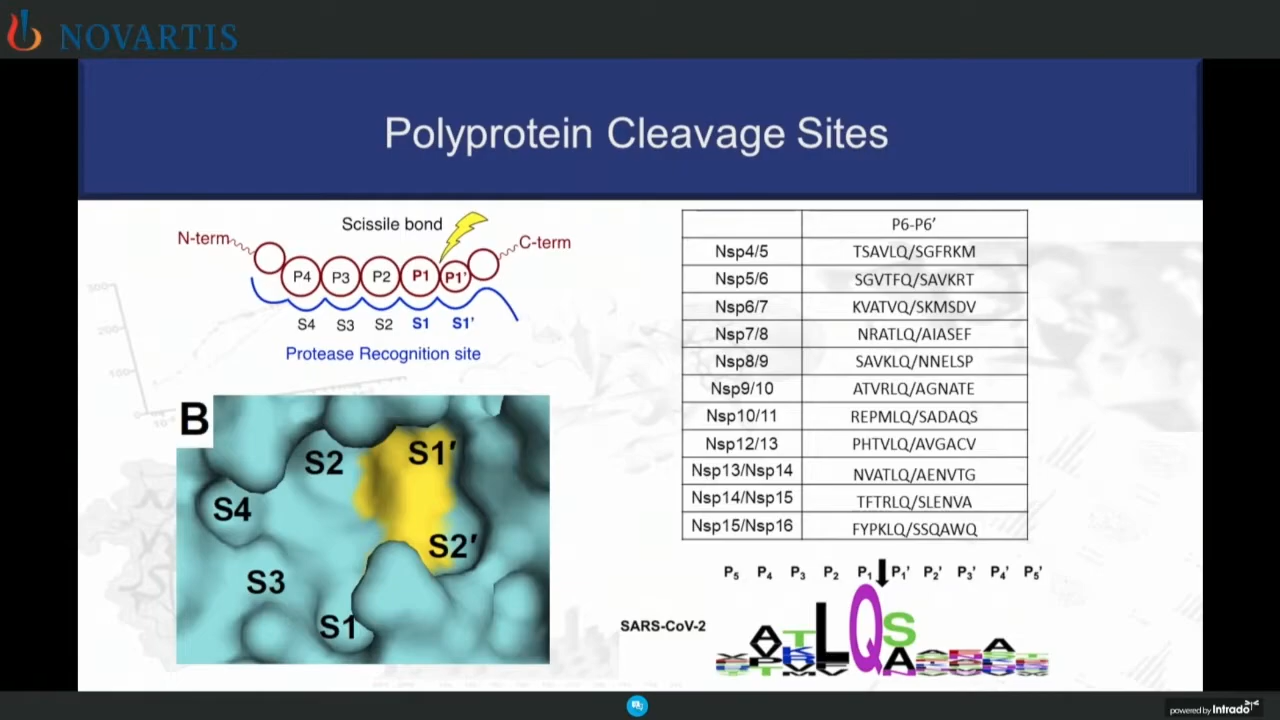 NOVARTIS
Polyprotein Cleavage Sites
Scissile bond
N-term
C-term
P4 P3 P2 P1 P1'
S4 S3 S2 S1 S1'
Protease Recognition site
B
S2 S1′
S4
S2′
S3
S1
P6-P6′
Nsp4/5 TSAVLQ/SGFRKM
Nsp5/6 SGVTFQ/SAVKRT
Nsp6/7 KVATVQ/SKMSDV
Nsp7/8 NRATLQ/AIASEF
Nsp8/9 SAVKLQ/NNELSP
Nsp9/10 ATVRLQ/AGNATE
Nsp10/11 REPMLQ/SADAQS
Nsp12/13 PHTVLQ/AVGACV
Nsp13/Nsp14 NVATLQ/AENVTG
Nsp14/Nsp15 TFTRLQ/SLENVA
Nsp15/Nsp16 FYPKLQ/SSQAWQ
P5 P4 P3 P2 P1 P1' P2' P3' P4' P5'
SARS-CoV-2
A T L Q S
A A
powered by Intrado